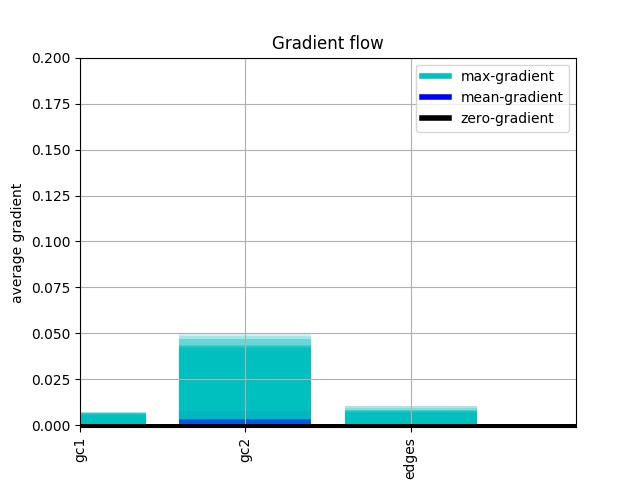 Gradient flow
max-gradient
mean-gradient
zero-gradient
average gradient
0.200
0.175
0.150
0.125
0.100
0.075
0.050
0.025
0.000
gc1
gc2
edges